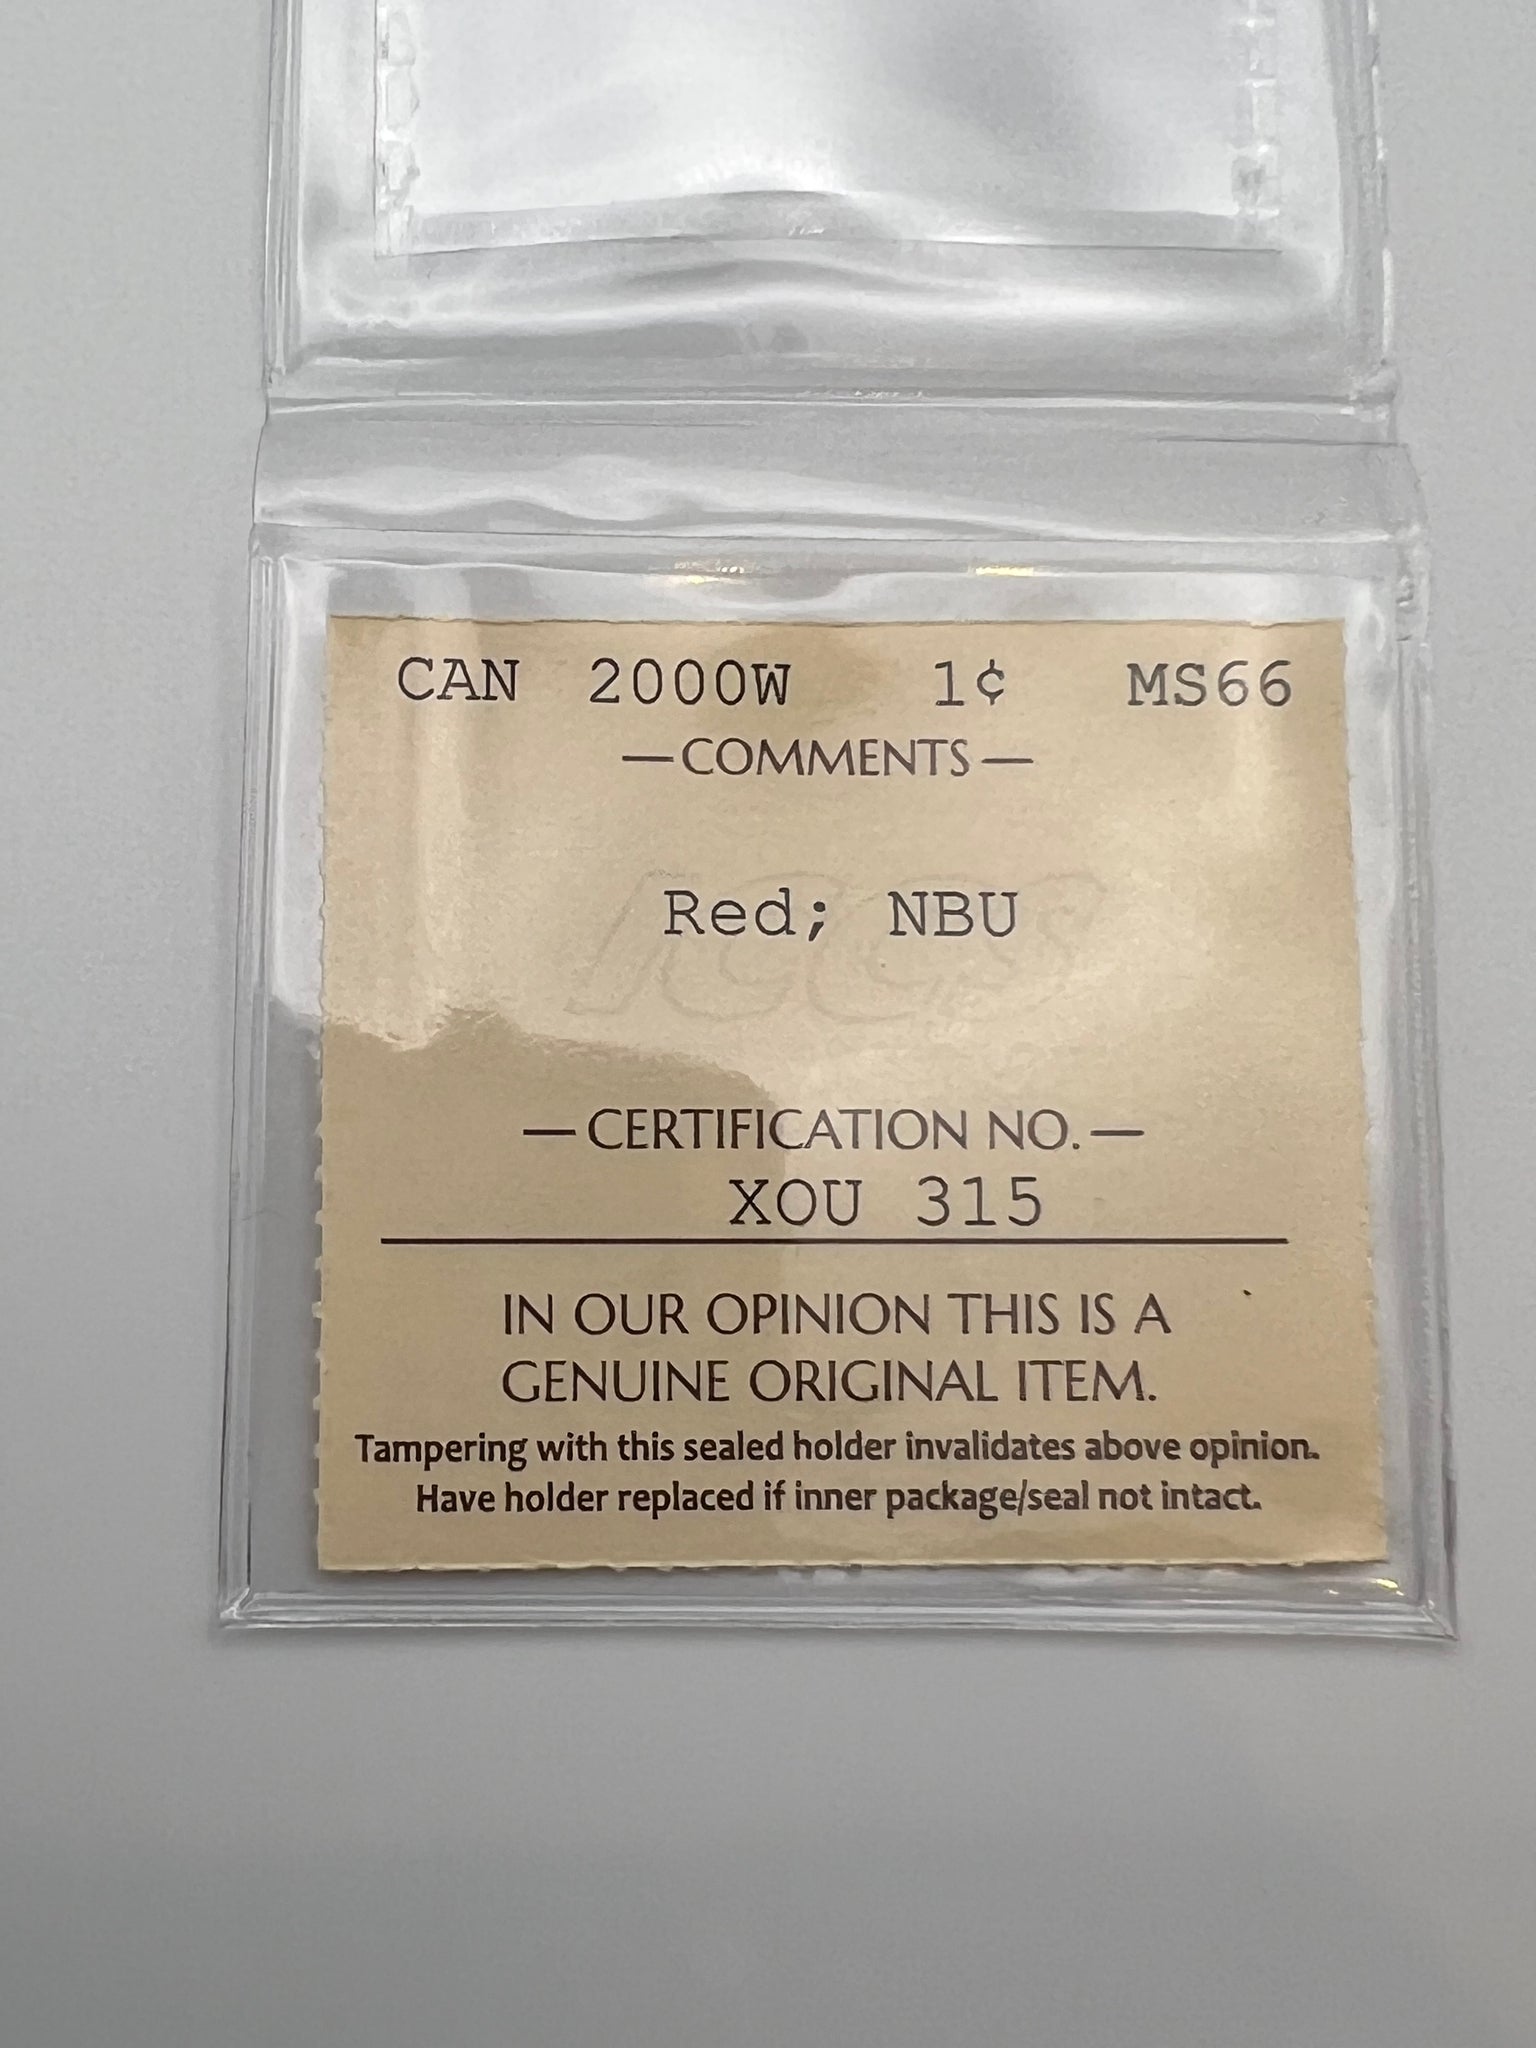 CAN 2000W 1¢ MS66
—COMMENTS—
ICCS
Red; NBU
—CERTIFICATION NO.—
XOU 315
IN OUR OPINION THIS IS A
GENUINE ORIGINAL ITEM.
Tampering with this sealed holder invalidates above opinion.
Have holder replaced if inner package/seal not intact.